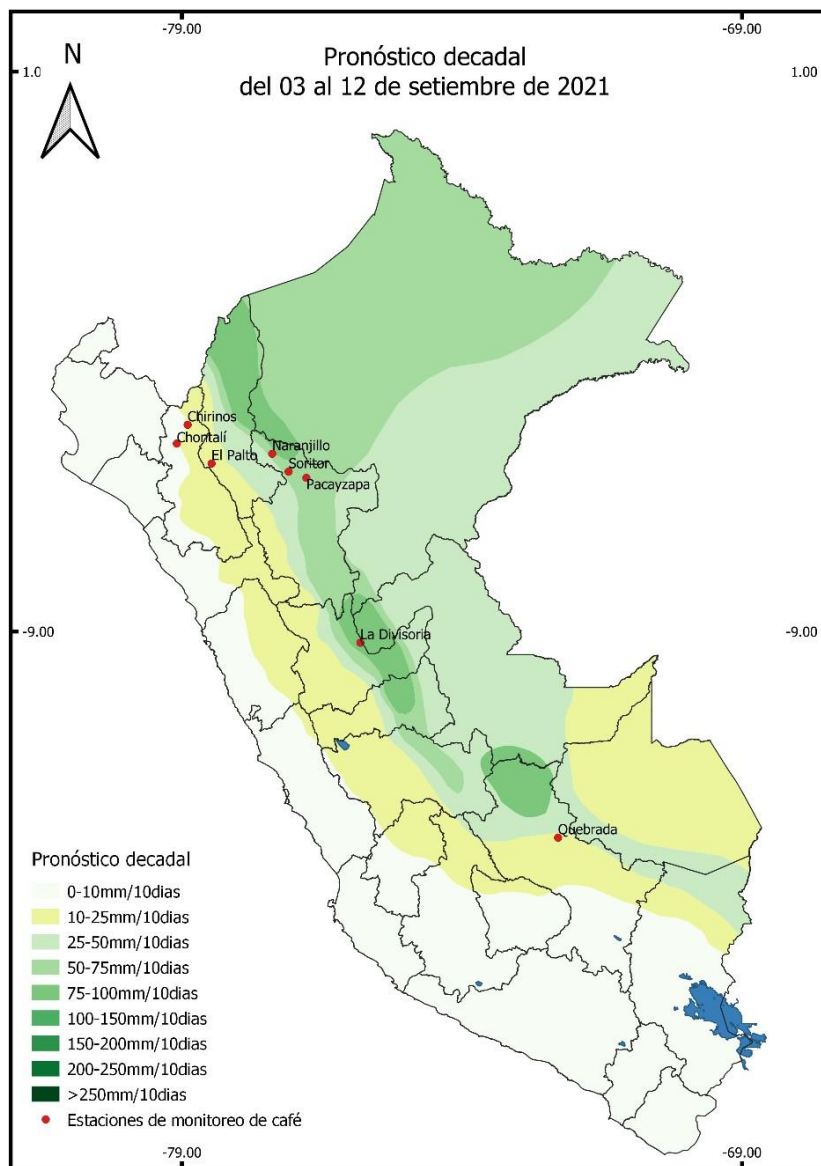 -79.00
-69.00
N
Pronóstico decadal
del 03 al 12 de setiembre de 2021
1.0
1.00
Chirinos
Chontalí
El Palto
Naranjillo
Soritor
Pacayzapa
-9.00
La Divisoria
-9.00
Quebrada
Pronóstico decadal
0-10mm/10dias
10-25mm/10dias
25-50mm/10dias
50-75mm/10dias
75-100mm/10dias
100-150mm/10dias
150-200mm/10dias
200-250mm/10dias
>250mm/10dias
Estaciones de monitoreo de café
-79.00
-69.00